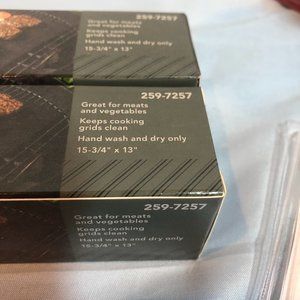 259-7257
Great for meats
and vegetables
Keeps cooking
grids clean
Hand wash and dry only
15-3/4" x 13"
259-7257
Great for meats
and vegetables
Keeps cooking
grids clean
Hand wash and dry only
15-3/4" x 13"
259-7257
Great for meats
and vegetables
Keeps cooking
grids clean
Hand wash and dry only
15-3/4" x 13"